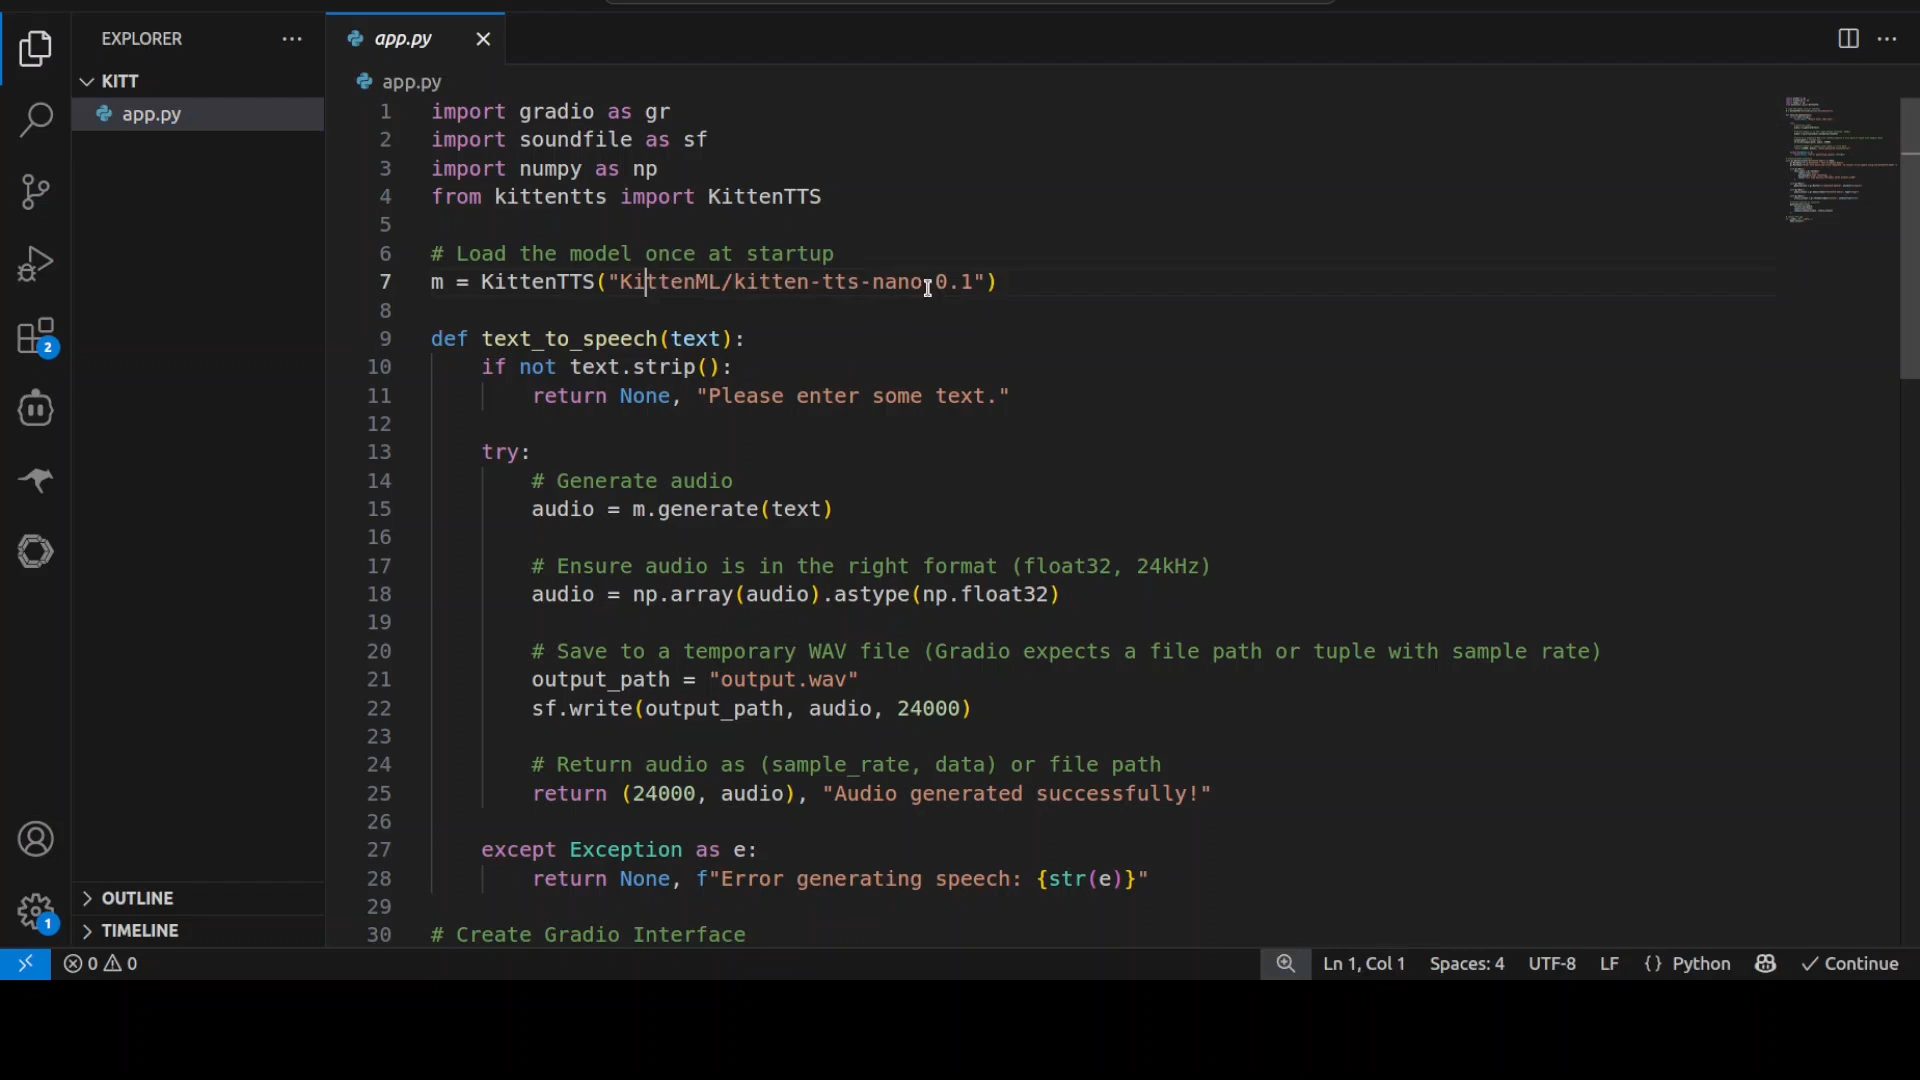 EXPLORER
KITT
app.py
OUTLINE
TIMELINE
app.py
app.py
1 import gradio as gr
2 import soundfile as sf
3 import numpy as np
4 from kittentts import KittenTTS
5
6 # Load the model once at startup
7 m = KittenTTS("KittenML/kitten-tts-nano-0.1")
8
9 def text_to_speech(text):
10 if not text.strip():
11 return None, "Please enter some text."
12
13 try:
14 # Generate audio
15 audio = m.generate(text)
16
17 # Ensure audio is in the right format (float32, 24kHz)
18 audio = np.array(audio).astype(np.float32)
19
20 # Save to a temporary WAV file (Gradio expects a file path or tuple with sample rate)
21 output_path = "output.wav"
22 sf.write(output_path, audio, 24000)
23
24 # Return audio as (sample_rate, data) or file path
25 return (24000, audio), "Audio generated successfully!"
26
27 except Exception as e:
28 return None, f"Error generating speech: {str(e)}"
29
30 # Create Gradio Interface
2
1
0 0
Ln 1, Col 1 Spaces: 4 UTF-8 LF {} Python Continue